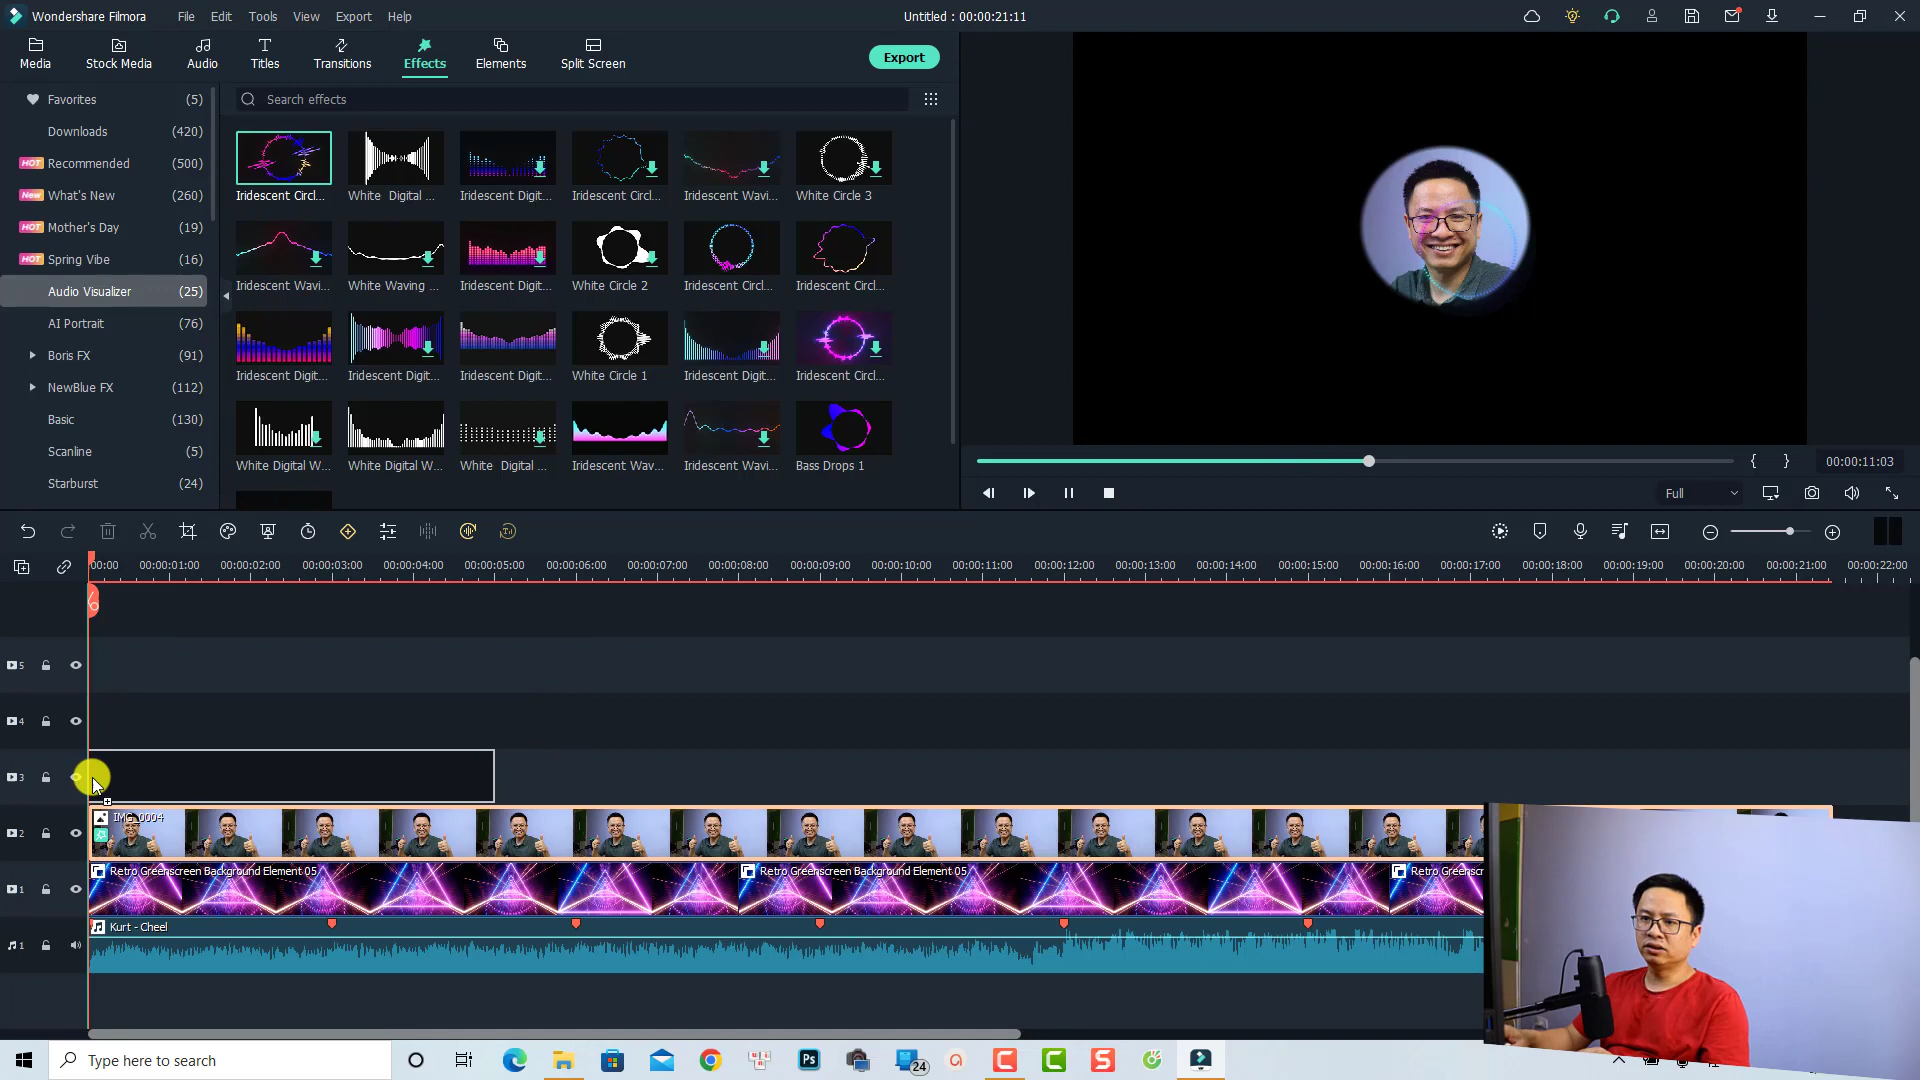 Wondershare Filmora
File Edit Tools View Export Help
Untitled : 00:00:21:11
Media
Stock Media
Audio
Titles
Transitions
Effects
Elements
Split Screen
Export
Search effects
Favorites (5)
Downloads (420)
HOT Recommended (500)
New What's New (260)
HOT Mother's Day (19)
HOT Spring Vibe (16)
Audio Visualizer (25)
AI Portrait (76)
Boris FX (91)
NewBlue FX (112)
Basic (130)
Scanline (5)
Starburst (24)
Iridescent Circl... White Digital ... Iridescent Digit... Iridescent Circl... Iridescent Wavi... White Circle 3
Iridescent Wavi... White Waving ... Iridescent Digit... White Circle 2 Iridescent Circl... Iridescent Circl...
Iridescent Digit... Iridescent Digit... Iridescent Digit... White Circle 1 Iridescent Digit... Iridescent Circl...
White Digital W... White Digital W... White Digital ... Iridescent Wav... Iridescent Wavi... Bass Drops 1
00:00:11:03
Full
00:00 00:00:01:00 00:00:02:00 00:00:03:00 00:00:04:00 00:00:05:00 00:00:06:00 00:00:07:00 00:00:08:00 00:00:09:00 00:00:10:00 00:00:11:00 00:00:12:00 00:00:13:00 00:00:14:00 00:00:15:00 00:00:16:00 00:00:17:00 00:00:18:00 00:00:19:00 00:00:20:00 00:00:21:00 00:00:22:00
5
4
3
2
IMG_0004
1
Retro Greenscreen Background Element 05 Retro Greenscreen Background Element 05 Retro Greenscr
1
Kurt - Cheel
Type here to search
Ps
24